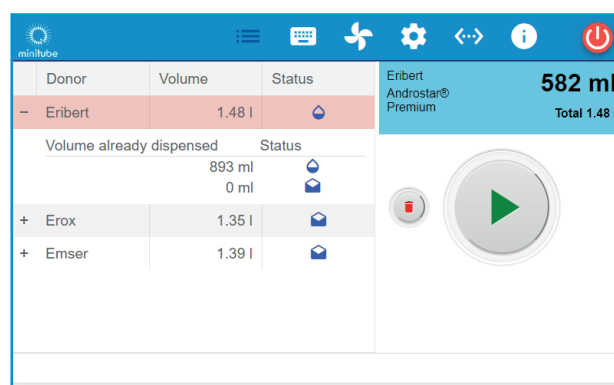 minitube
Donor Volume Status
− Eribert 1.48 l
Volume already dispensed Status
893 ml
0 ml
+ Erox 1.35 l
+ Emser 1.39 l
Eribert
Androstar®
Premium
582 ml
Total 1.48